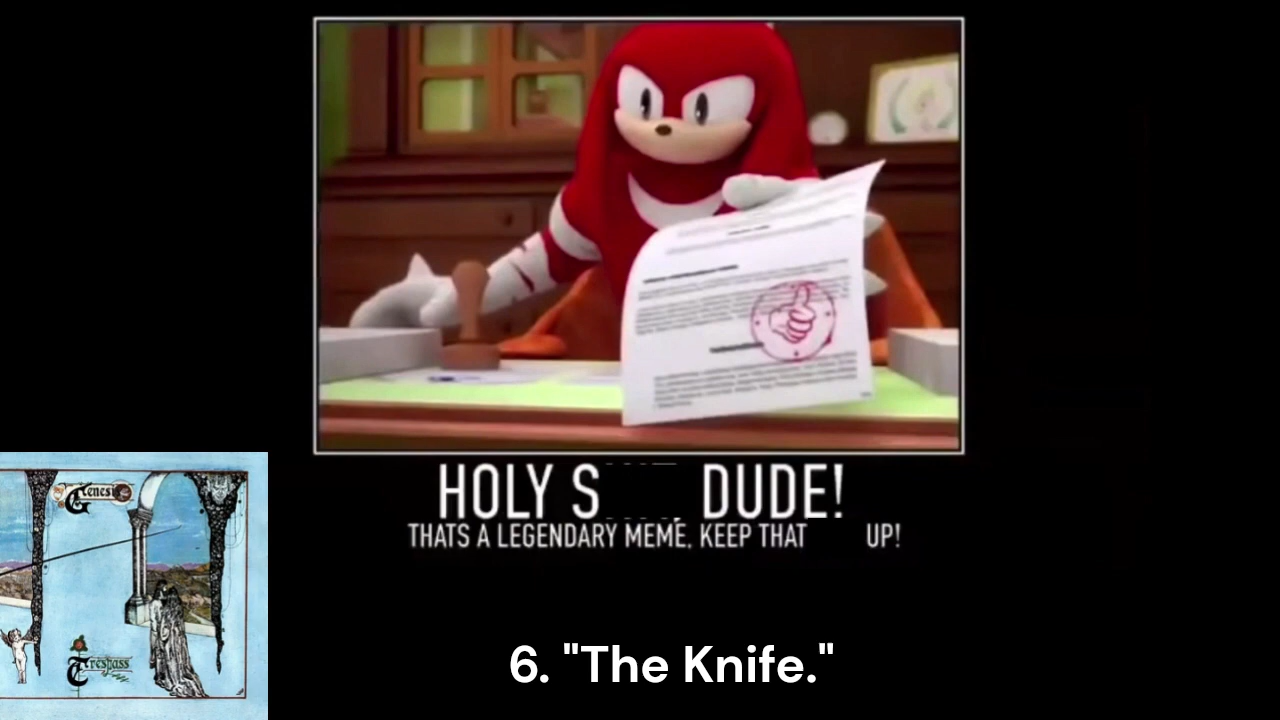 HOLY S DUDE!
THATS A LEGENDARY MEME, KEEP THAT UP!
Genesis
Trespass
6. "The Knife."